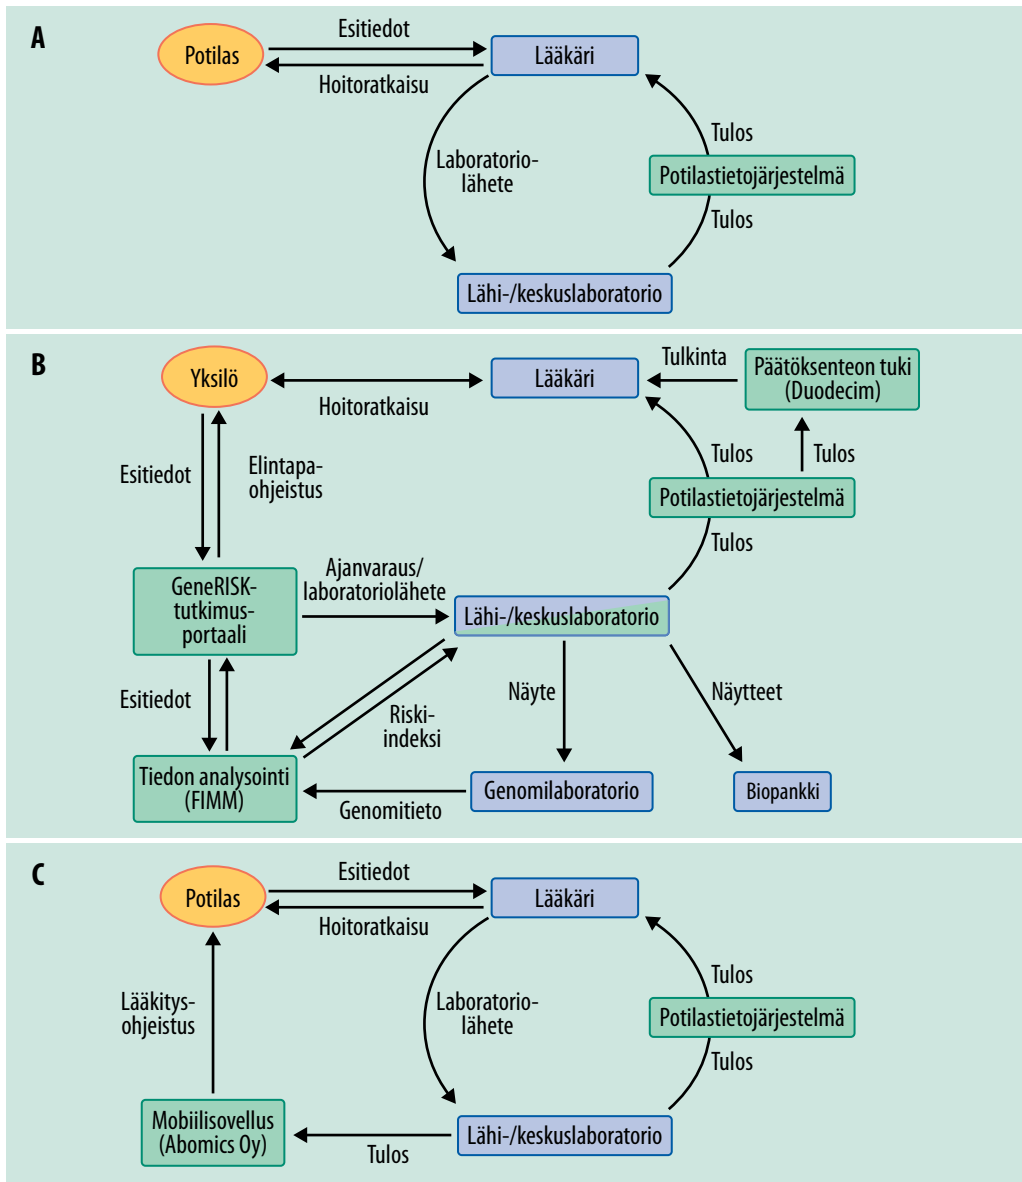 A
Potilas
Esitiedot
Hoitoratkaisu
Lääkäri
Laboratorio-
lähete
Tulos
Potilastietojärjestelmä
Tulos
Lähi-/keskuslaboratorio
B
Yksilö
Hoitoratkaisu
Lääkäri
Tulkinta
Päätöksenteon tuki
(Duodecim)
Esitiedot
Elintapa-
ohjeistus
Tulos
Tulos
Potilastietojärjestelmä
Tulos
GeneRISK-
tutkimus-
portaali
Ajanvaraus/
laboratoriolähete
Lähi-/keskuslaboratorio
Esitiedot
Riski-
indeksi
Näyte
Näytteet
Tiedon analysointi
(FIMM)
Genomitieto
Genomilaboratorio
Biopankki
C
Potilas
Esitiedot
Hoitoratkaisu
Lääkäri
Lääkitys-
ohjeistus
Laboratorio-
lähete
Tulos
Potilastietojärjestelmä
Tulos
Mobiilisovellus
(Abomics Oy)
Tulos
Lähi-/keskuslaboratorio